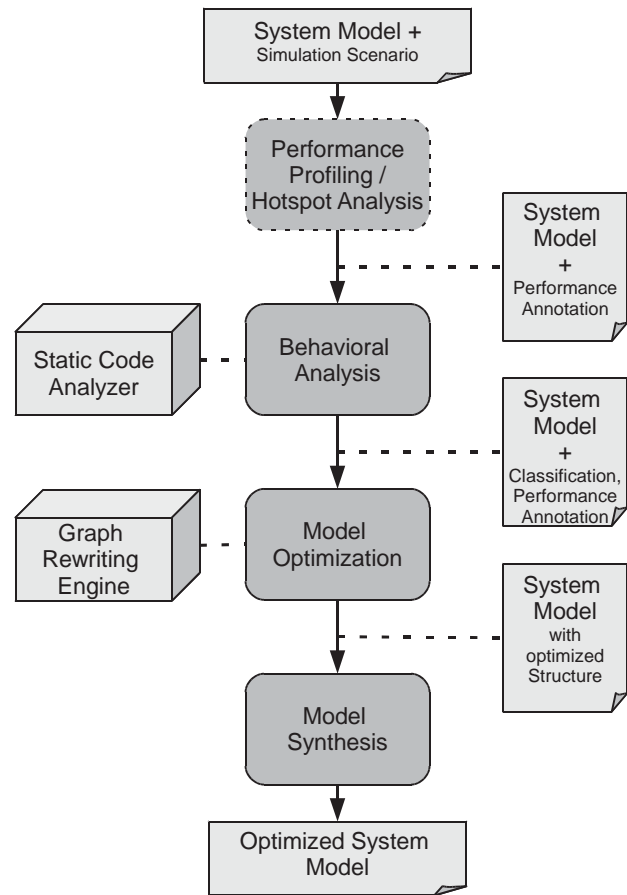 System Model +
Simulation Scenario
Performance
Profiling /
Hotspot Analysis
System
Model
+
Performance
Annotation
Static Code
Analyzer
Behavioral
Analysis
System
Model
+
Classification,
Performance
Annotation
Graph
Rewriting
Engine
Model
Optimization
System
Model
with
optimized
Structure
Model
Synthesis
Optimized System
Model